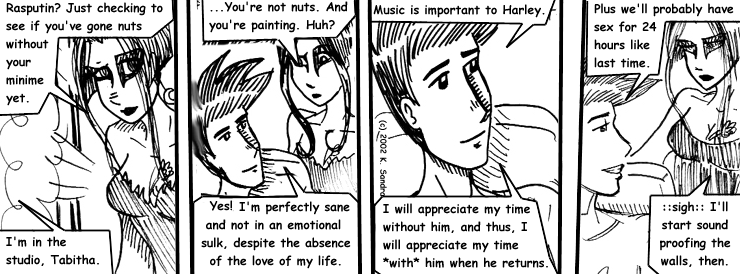 Rasputin? Just checking to
see if you've gone nuts
without
your
minime
yet.
I'm in the
studio, Tabitha.
...You're not nuts. And
you're painting. Huh?
Yes! I'm perfectly sane
and not in an emotional
sulk, despite the absence
of the love of my life.
Music is important to Harley.
(c) 2002 K. Sandra
I will appreciate my time
without him, and thus, I
will appreciate my time
*with* him when he returns.
Plus we'll probably have
sex for 24
hours like
last time.
::sigh:: I'll
start sound
proofing the
walls, then.